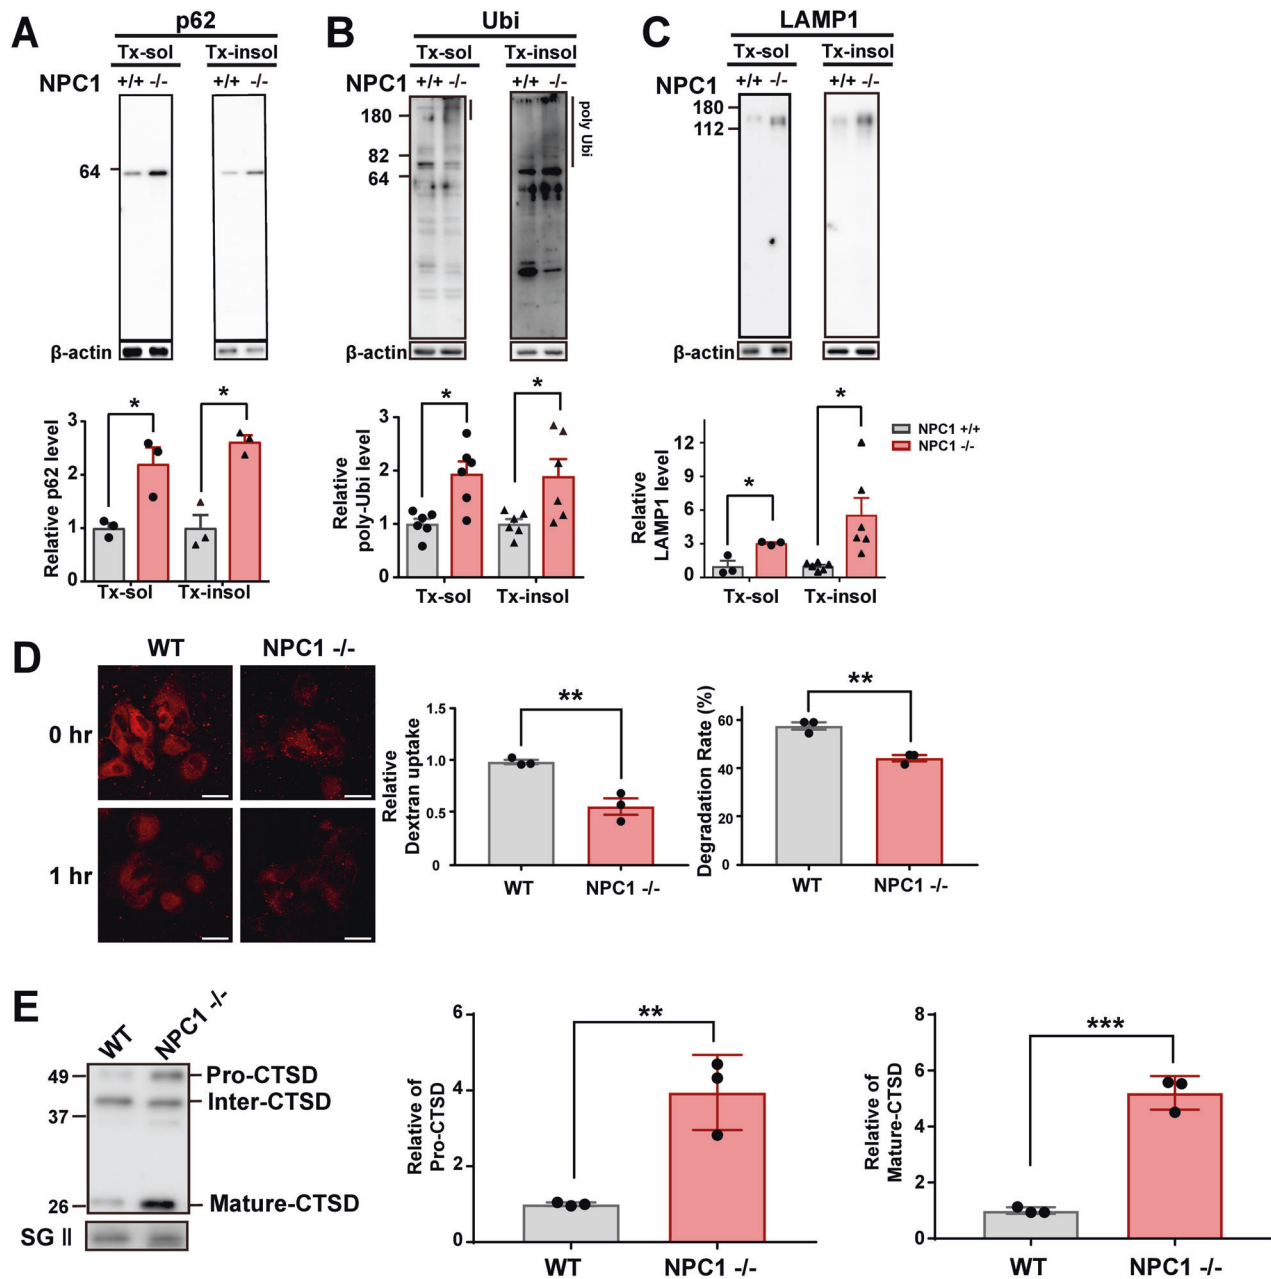 A
p62
Tx-sol Tx-insol
NPC1 +/+ -/- +/+ -/-
64
β-actin
Relative p62 level
3
2
1
0
* *
Tx-sol Tx-insol
B
Ubi
Tx-sol Tx-insol
NPC1 +/+ -/- +/+ -/-
180
82
64
poly Ubi
β-actin
Relative
poly-Ubi level
3
2
1
0
* *
Tx-sol Tx-insol
C
LAMP1
Tx-sol Tx-insol
NPC1 +/+ -/- +/+ -/-
180
112
β-actin
Relative
LAMP1 level
12
9
6
3
0
* *
Tx-sol Tx-insol
NPC1 +/+
NPC1 -/-
D
WT NPC1 -/-
0 hr
1 hr
Relative
Dextran uptake
1.5
1.0
0.5
0
**
WT NPC1 -/-
Degradation Rate (%)
60
40
20
0
**
WT NPC1 -/-
E
WT NPC1 -/-
49
37
26
Pro-CTSD
Inter-CTSD
Mature-CTSD
SG II
Relative of
Pro-CTSD
6
4
2
0
**
WT NPC1 -/-
Relative of
Mature-CTSD
8
6
4
2
0
***
WT NPC1 -/-